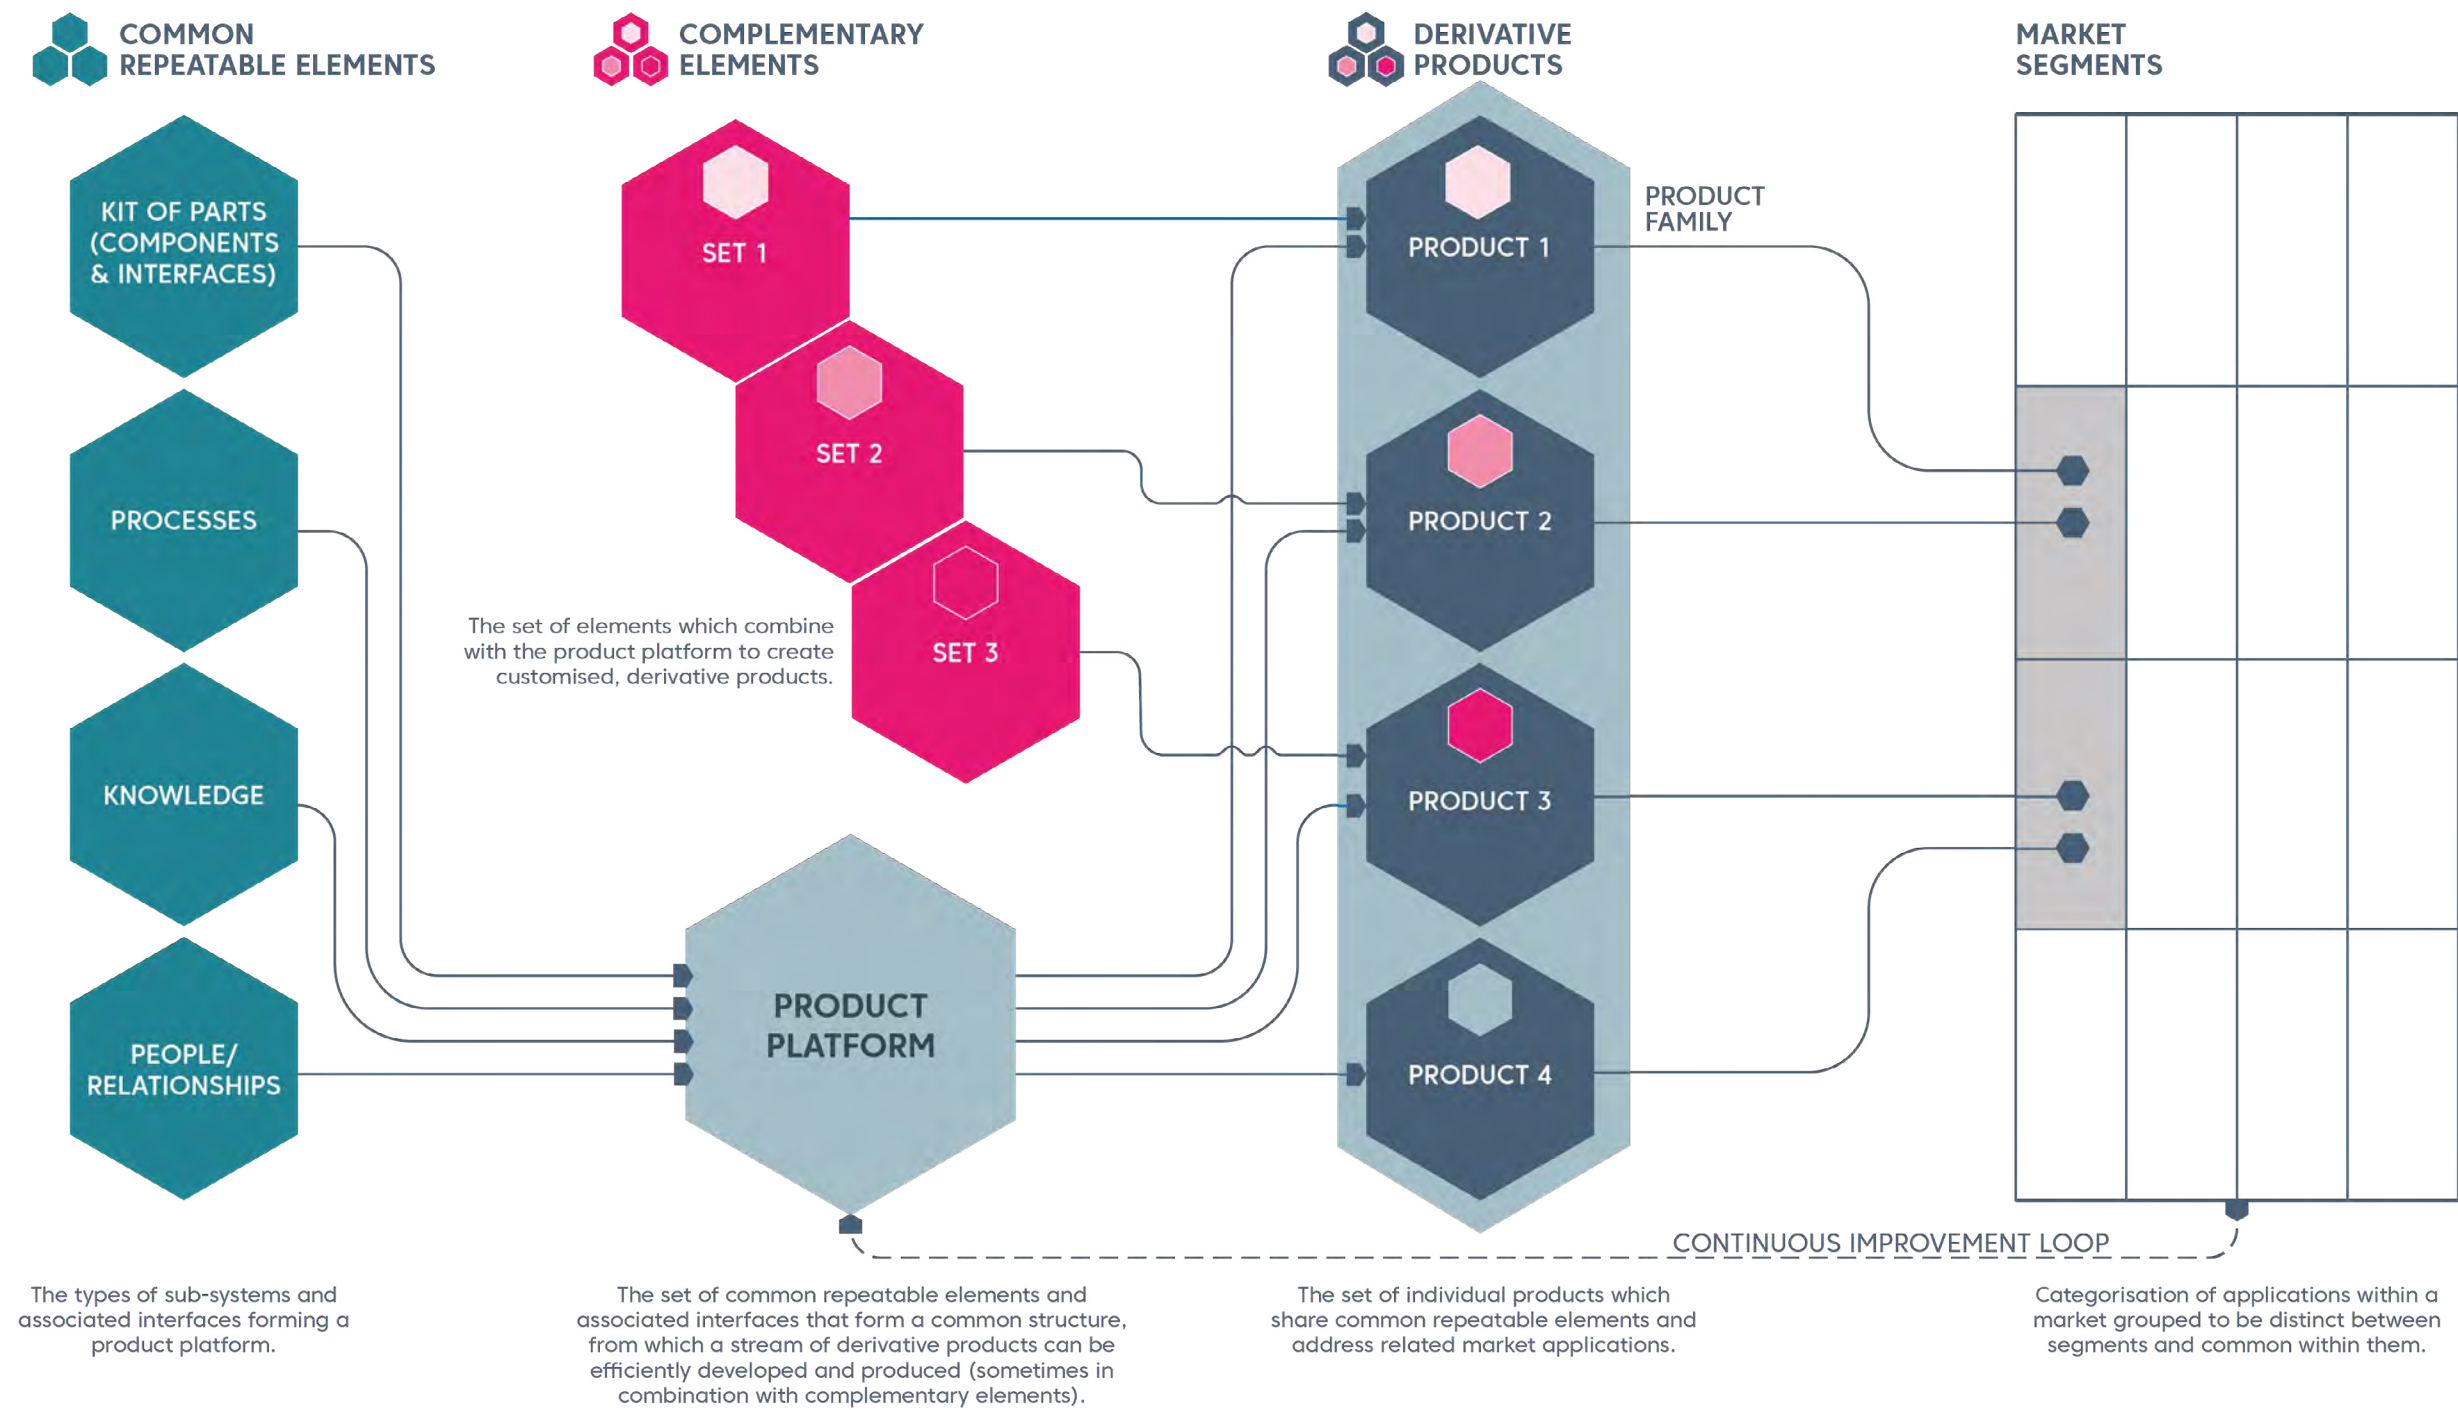 COMMON
REPEATABLE ELEMENTS
COMPLEMENTARY
ELEMENTS
DERIVATIVE
PRODUCTS
MARKET
SEGMENTS
KIT OF PARTS
(COMPONENTS
& INTERFACES)
PROCESSES
KNOWLEDGE
PEOPLE/
RELATIONSHIPS
SET 1
SET 2
SET 3
The set of elements which combine
with the product platform to create
customised, derivative products.
PRODUCT
PLATFORM
PRODUCT 1
PRODUCT 2
PRODUCT 3
PRODUCT 4
PRODUCT
FAMILY
CONTINUOUS IMPROVEMENT LOOP
The types of sub-systems and
associated interfaces forming a
product platform.
The set of common repeatable elements and
associated interfaces that form a common structure,
from which a stream of derivative products can be
efficiently developed and produced (sometimes in
combination with complementary elements).
The set of individual products which
share common repeatable elements and
address related market applications.
Categorisation of applications within a
market grouped to be distinct between
segments and common within them.